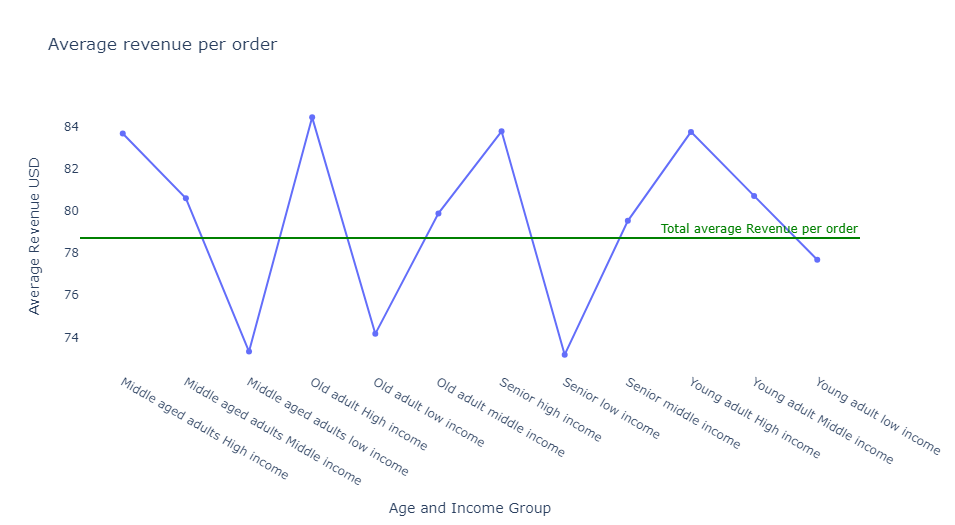 Average revenue per order
84
82
80
78
76
74
Average Revenue USD
Total average Revenue per order
Middle aged adults High income
Middle aged adults Middle income
Middle aged adults low income
Old adult High income
Old adult low income
Old adult middle income
Senior high income
Senior low income
Senior middle income
Young adult High income
Young adult Middle income
Young adult low income
Age and Income Group